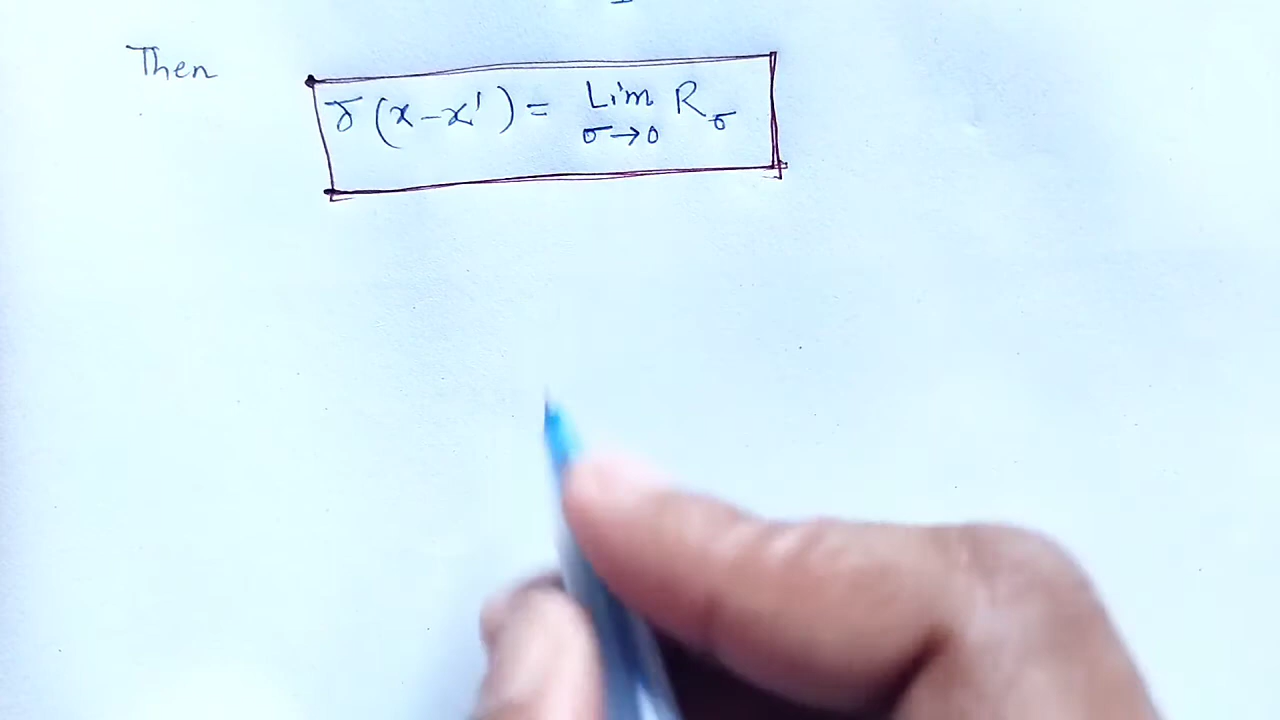 Then
δ(x-x') = Lim R_σ
σ→0